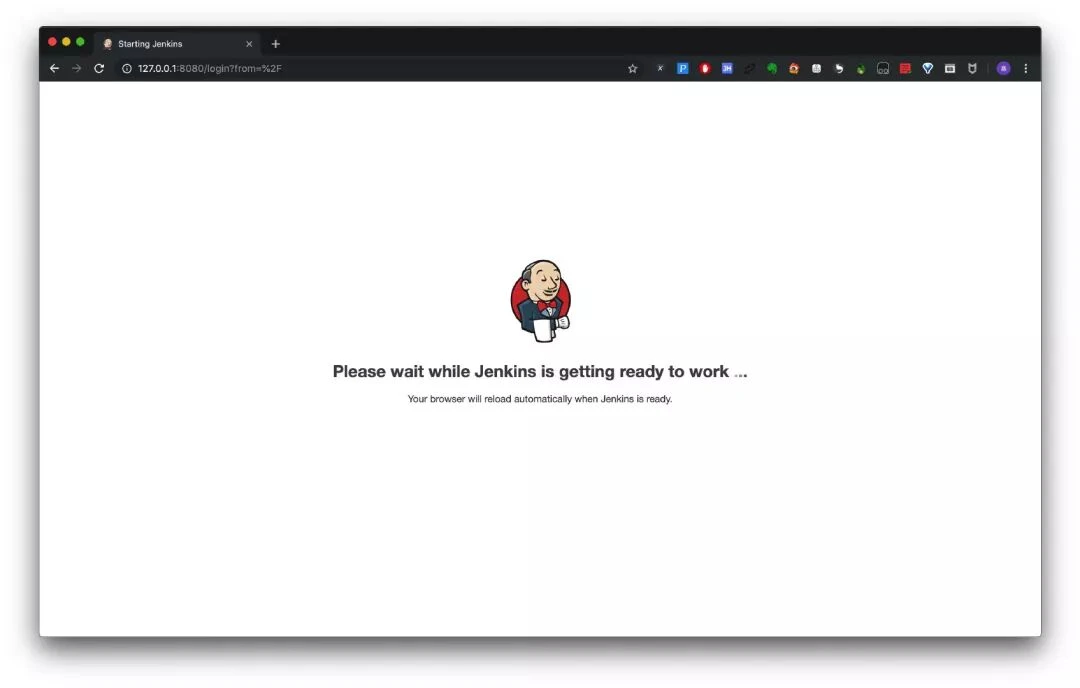 Starting Jenkins
127.0.0.1:8080/login?from=%2F
Please wait while Jenkins is getting ready to work ...
Your browser will reload automatically when Jenkins is ready.